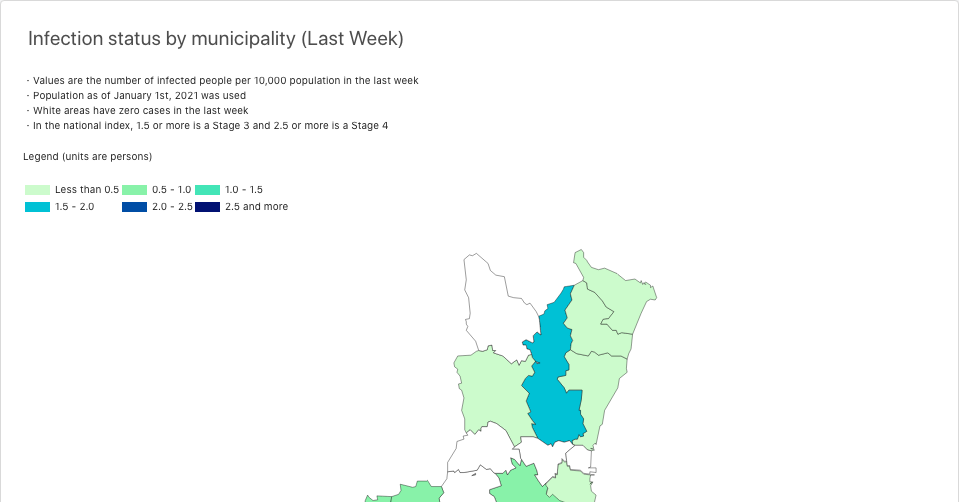 Infection status by municipality (Last Week)
· Values are the number of infected people per 10,000 population in the last week
· Population as of January 1st, 2021 was used
· White areas have zero cases in the last week
· In the national index, 1.5 or more is a Stage 3 and 2.5 or more is a Stage 4
Legend (units are persons)
Less than 0.5 0.5 - 1.0 1.0 - 1.5
1.5 - 2.0 2.0 - 2.5 2.5 and more